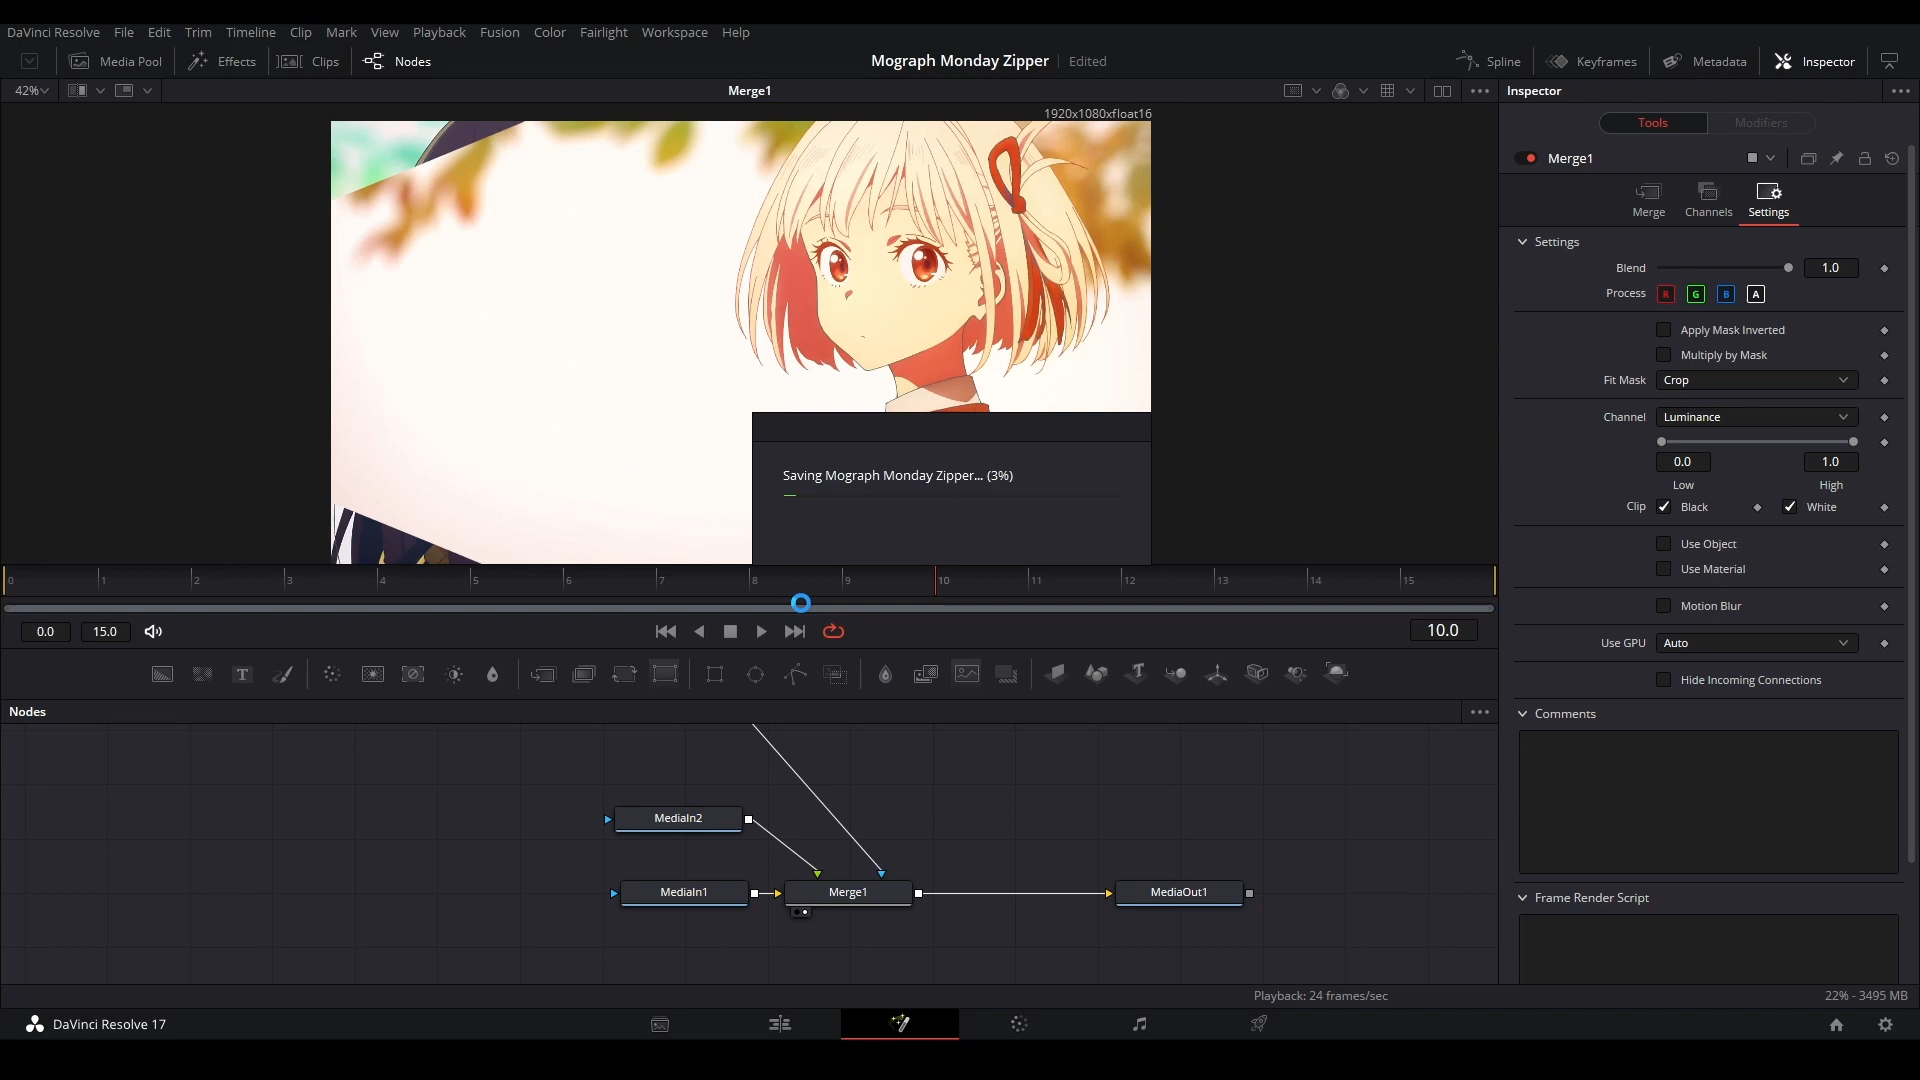 DaVinci Resolve File Edit Trim Timeline Clip Mark View Playback Fusion Color Fairlight Workspace Help
Media Pool Effects Clips Nodes Mograph Monday Zipper Edited Spline Keyframes Metadata Inspector
42% Merge1 Inspector
1920x1080xfloat16
Tools Modifiers
Merge1
Merge Channels Settings
Settings
Blend 1.0
Process R G B A
Apply Mask Inverted
Multiply by Mask
Fit Mask Crop
Channel Luminance
0.0 1.0
Low High
Clip Black White
Use Object
Use Material
Motion Blur
Use GPU Auto
Hide Incoming Connections
Comments
Frame Render Script
Saving Mograph Monday Zipper... (3%)
0 1 2 3 4 5 6 7 8 9 10 11 12 13 14 15
0.0 15.0 10.0
T
Nodes
MediaIn2
MediaIn1 Merge1 MediaOut1
Playback: 24 frames/sec 22% - 3495 MB
DaVinci Resolve 17